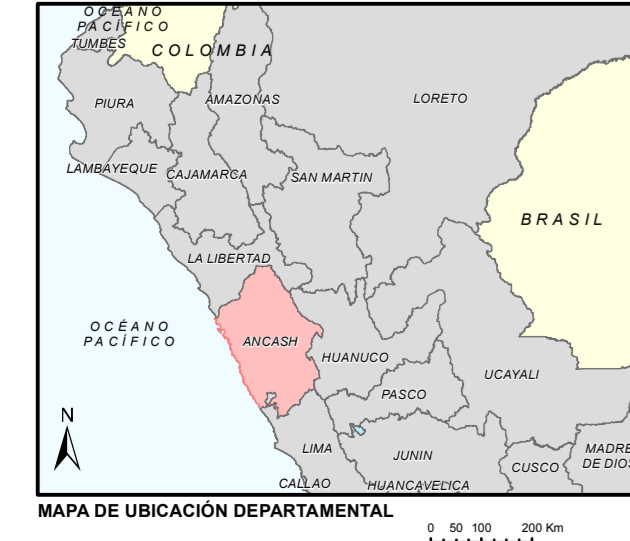 OCÉANO
PACÍFICO
TUMBES
COLOMBIA
PIURA
AMAZONAS
LORETO
LAMBAYEQUE
CAJAMARCA
SAN MARTIN
BRASIL
LA LIBERTAD
OCÉANO
PACÍFICO
ANCASH
HUANUCO
UCAYALI
PASCO
N
LIMA
JUNIN
MADRE
DE DIOS
CUSCO
CALLAO
HUANCAVELICA
MAPA DE UBICACIÓN DEPARTAMENTAL
0 50 100 200 Km